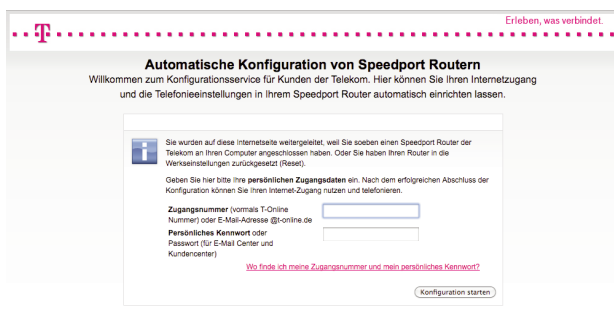 Erleben, was verbindet.
T
Automatische Konfiguration von Speedport Routern
Willkommen zum Konfigurationsservice für Kunden der Telekom. Hier können Sie Ihren Internetzugang
und die Telefonieeinstellungen in Ihrem Speedport Router automatisch einrichten lassen.
i
Sie wurden auf diese Internetseite weitergeleitet, weil Sie soeben einen Speedport Router der
Telekom an Ihren Computer angeschlossen haben. Oder Sie haben Ihren Router in die
Werkseinstellungen zurückgesetzt (Reset).
Geben Sie hier bitte Ihre persönlichen Zugangsdaten ein. Nach dem erfolgreichen Abschluss der
Konfiguration können Sie Ihren Internet-Zugang nutzen und telefonieren.
Zugangsnummer (vormals T-Online
Nummer) oder E-Mail-Adresse @t-online.de
Persönliches Kennwort oder
Passwort (für E-Mail Center und
Kundencenter)
Wo finde ich meine Zugangsnummer und mein persönliches Kennwort?
Konfiguration starten